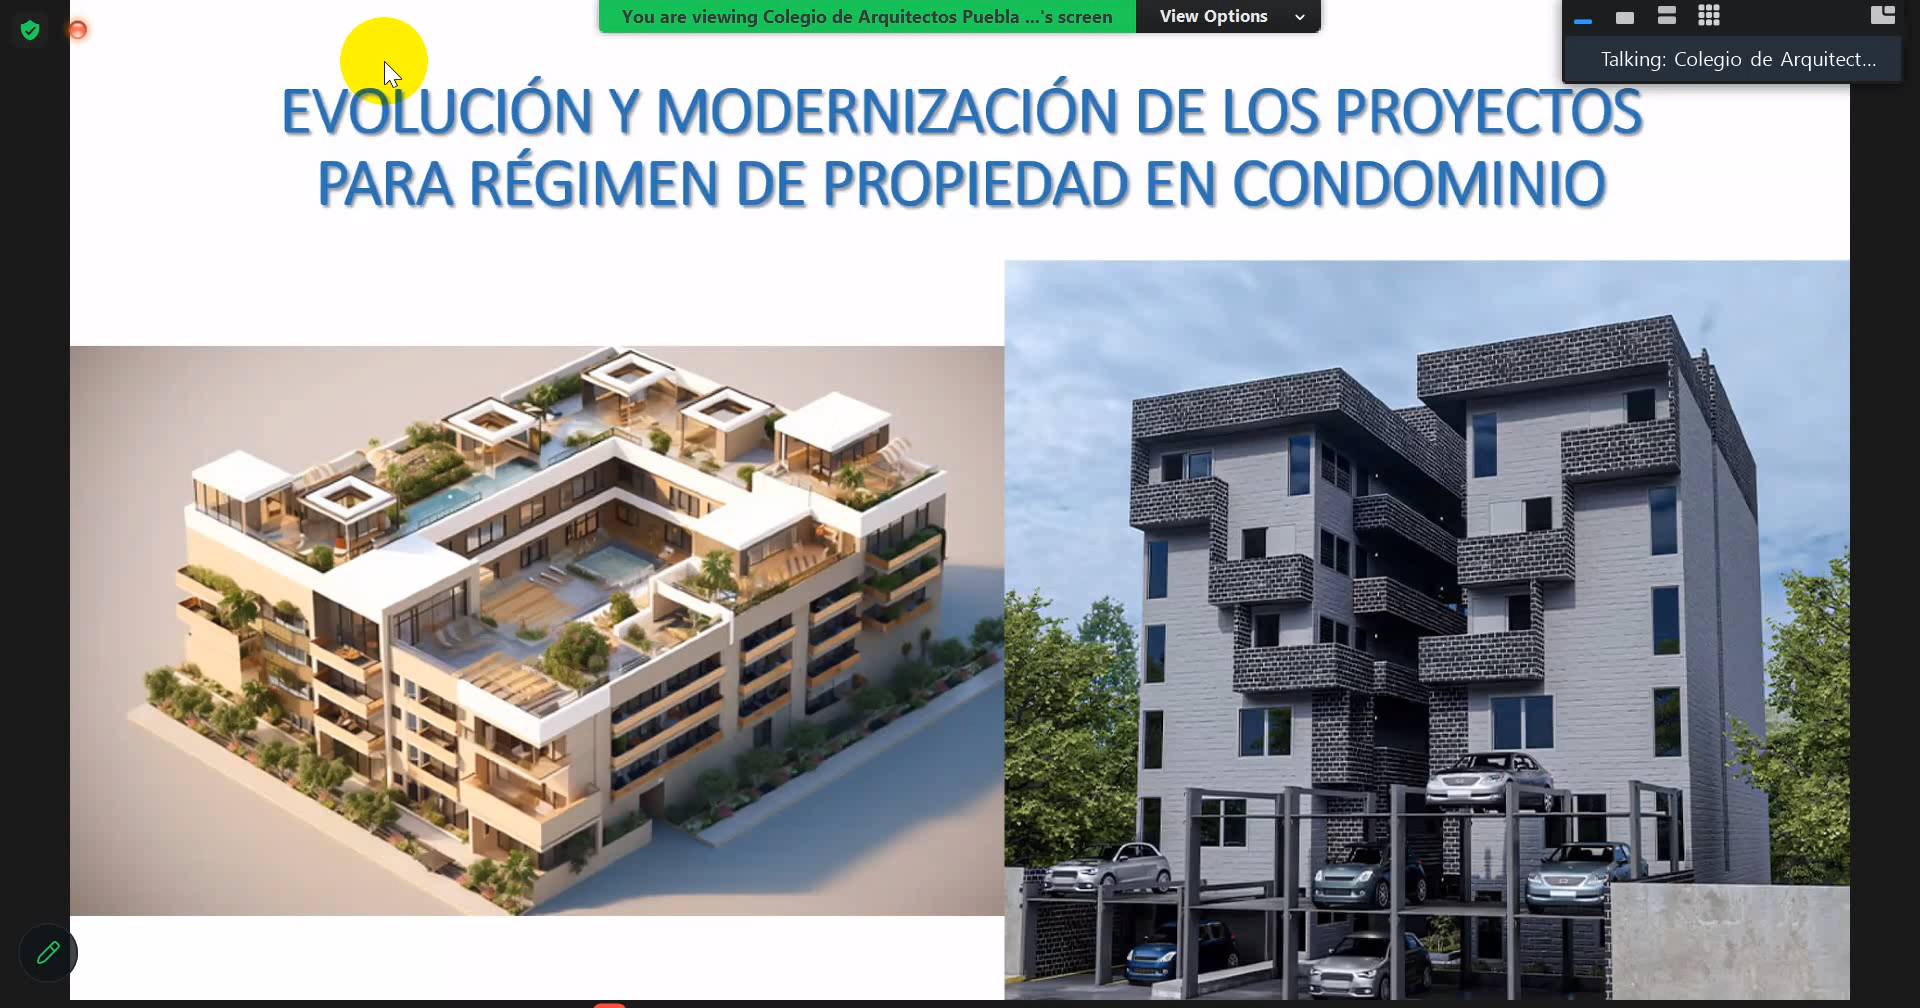 You are viewing Colegio de Arquitectos Puebla ...'s screen
View Options
Talking: Colegio de Arquitect...
EVOLUCIÓN Y MODERNIZACIÓN DE LOS PROYECTOS
PARA RÉGIMEN DE PROPIEDAD EN CONDOMINIO